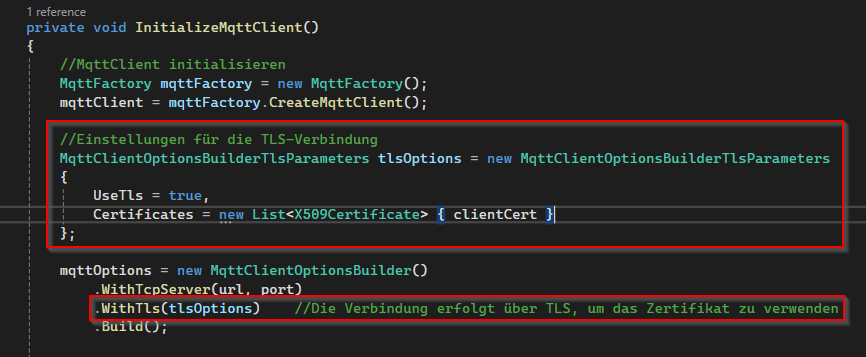 1 reference
private void InitializeMqttClient()
{
//MqttClient initialisieren
MqttFactory mqttFactory = new MqttFactory();
mqttClient = mqttFactory.CreateMqttClient();
//Einstellungen für die TLS-Verbindung
MqttClientOptionsBuilderTlsParameters tlsOptions = new MqttClientOptionsBuilderTlsParameters
{
UseTls = true,
Certificates = new List<X509Certificate> { clientCert }
};
mqttOptions = new MqttClientOptionsBuilder()
.WithTcpServer(url, port)
.WithTls(tlsOptions) //Die Verbindung erfolgt über TLS, um das Zertifikat zu verwenden
.Build();